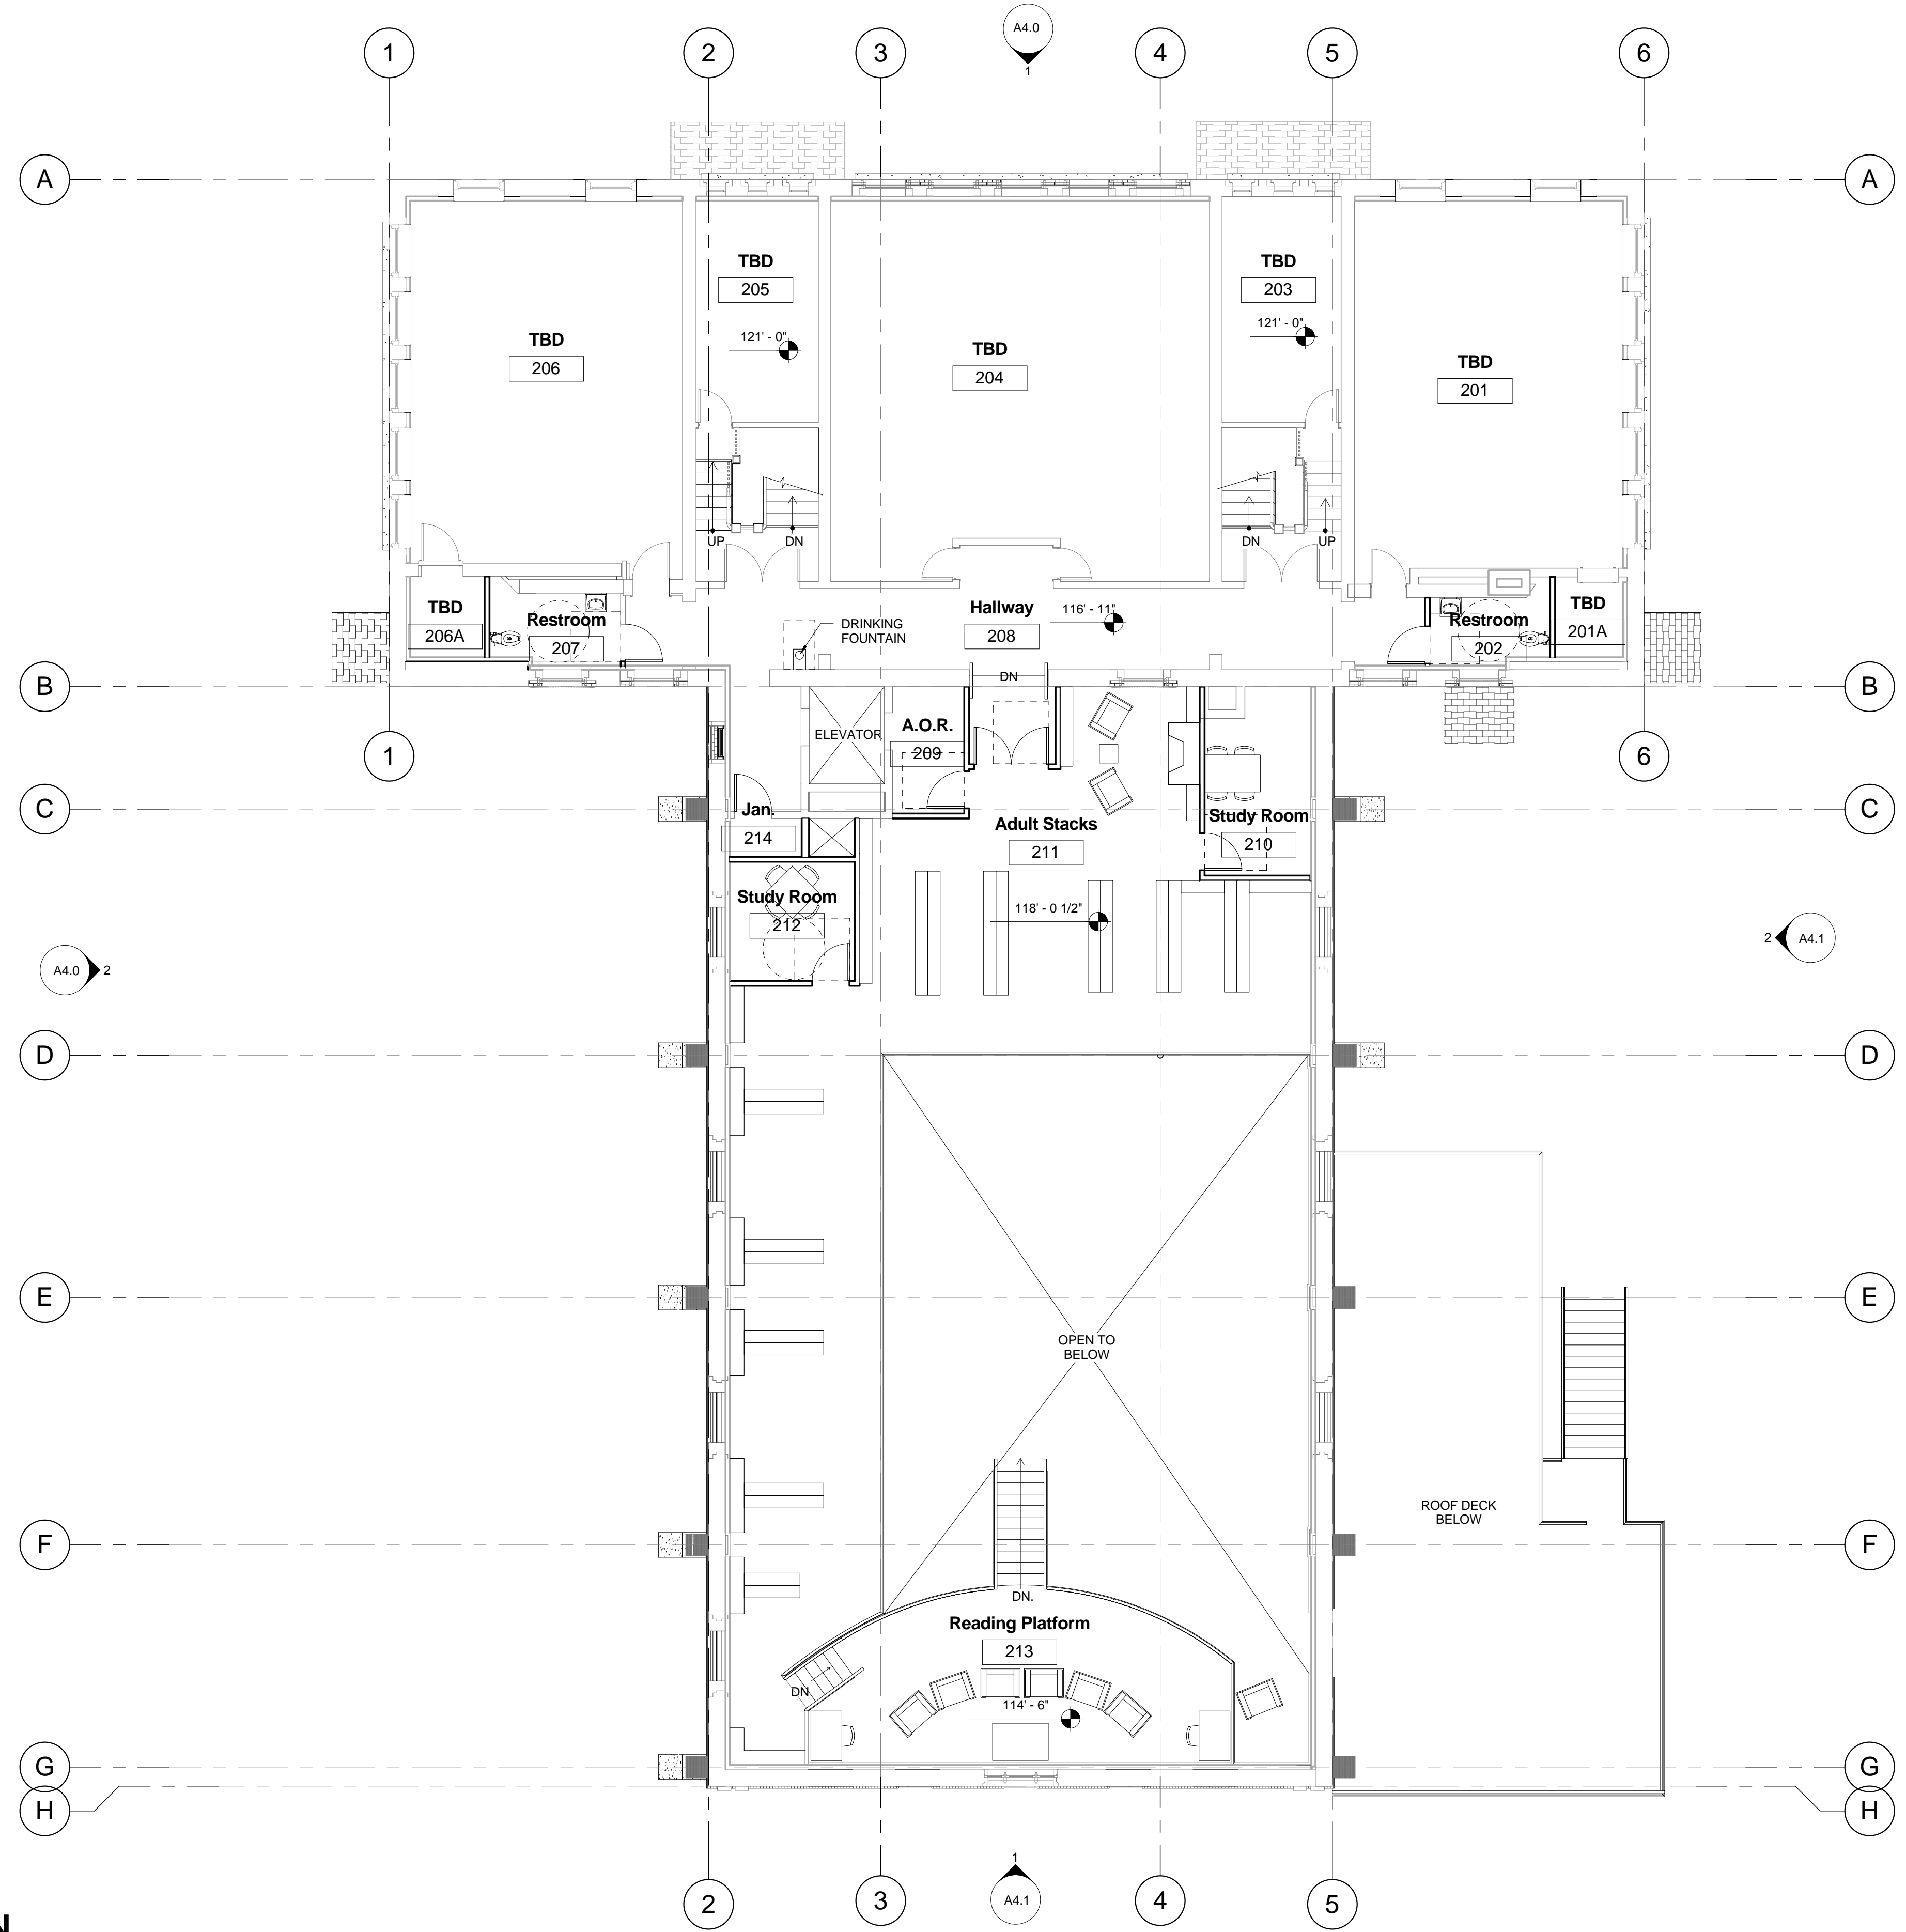 A4.0
1
1
2
3
4
5
6
A
A
TBD
205
TBD
203
121' - 0"
121' - 0"
TBD
206
TBD
204
TBD
201
UP
DN
DN
UP
TBD
206A
Restroom
207
DRINKING
FOUNTAIN
Hallway
208
116' - 11"
Restroom
202
TBD
201A
B
DN
B
1
ELEVATOR
A.O.R.
209
6
C
Jan.
214
Adult Stacks
211
Study Room
210
C
Study Room
212
118' - 0 1/2"
A4.0
2
2
A4.1
D
D
E
E
OPEN TO
BELOW
ROOF DECK
BELOW
F
F
DN.
Reading Platform
213
DN
114' - 6"
G
G
H
H
1
A4.1
2
3
4
5
N